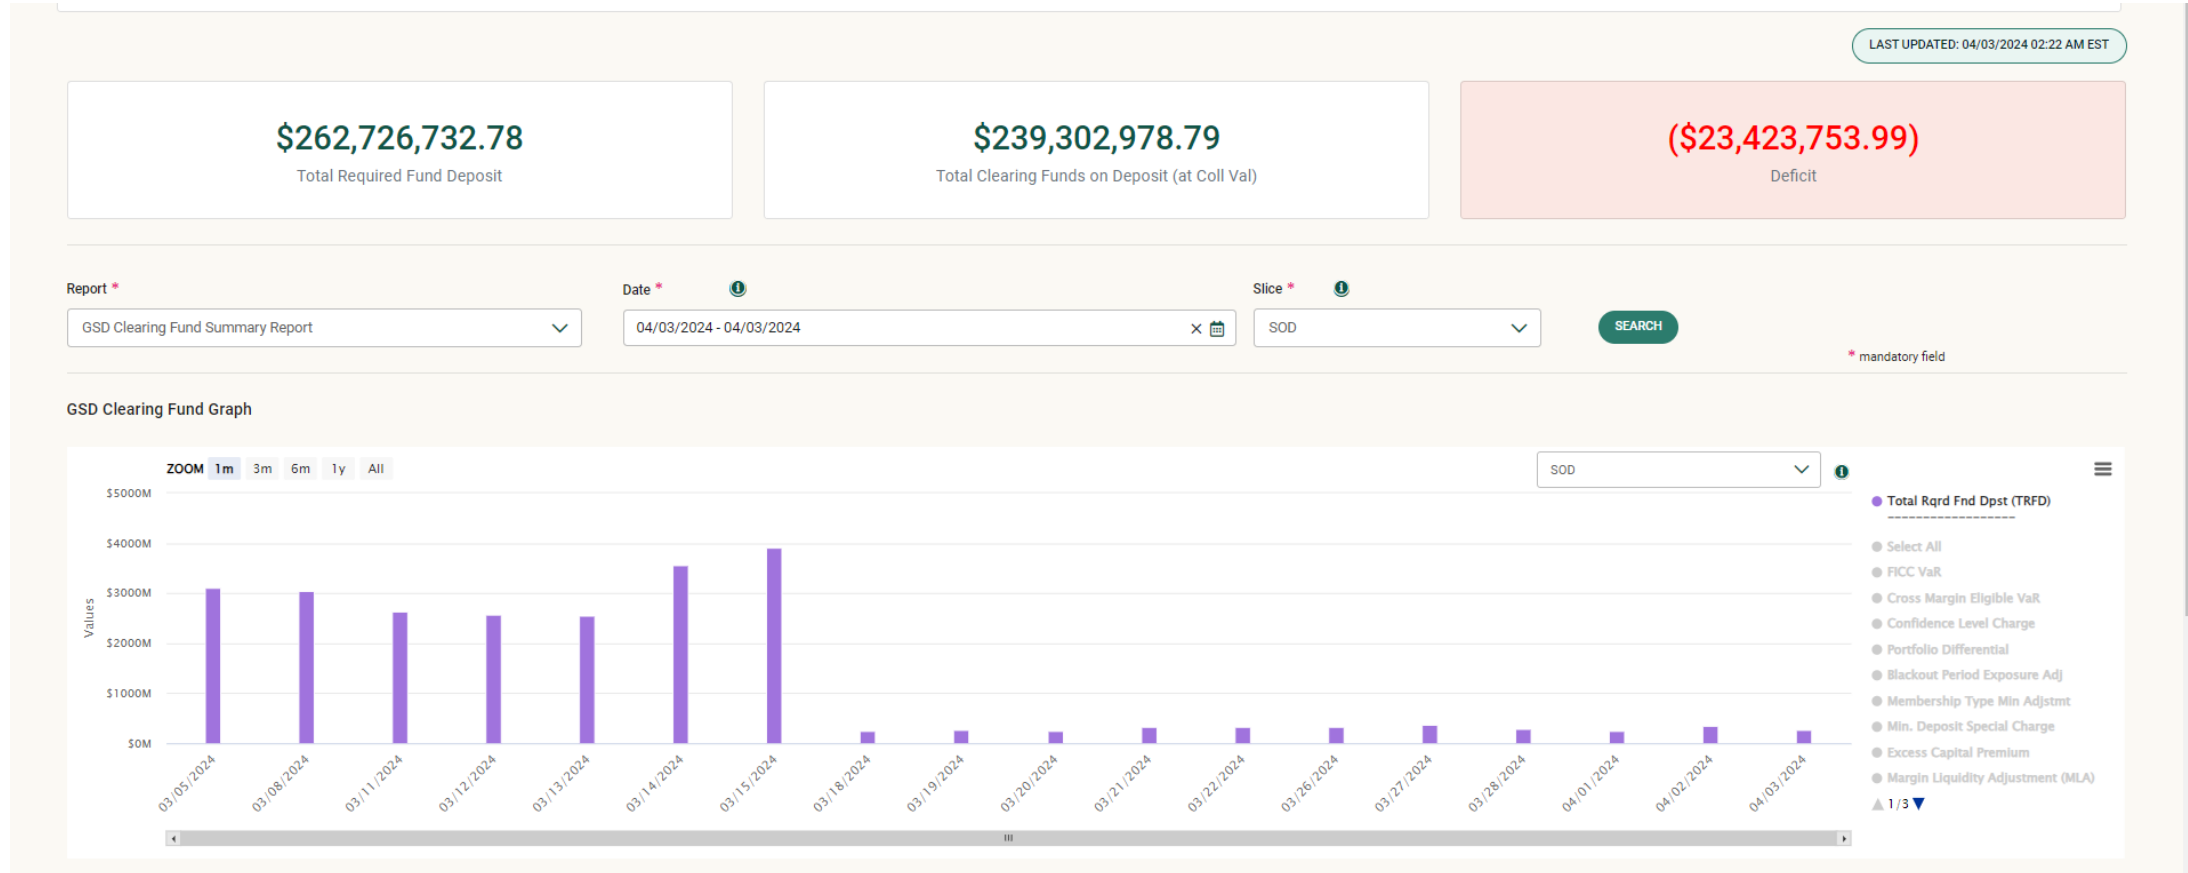 LAST UPDATED: 04/03/2024 02:22 AM EST
$262,726,732.78
Total Required Fund Deposit
$239,302,978.79
Total Clearing Funds on Deposit (at Coll Val)
($23,423,753.99)
Deficit
Report *
Date *
Slice *
GSD Clearing Fund Summary Report
04/03/2024 - 04/03/2024
SOD
SEARCH
* mandatory field
GSD Clearing Fund Graph
ZOOM 1m 3m 6m 1y All
SOD
Values
$5000M
$4000M
$3000M
$2000M
$1000M
$0M
03/05/2024
03/08/2024
03/11/2024
03/12/2024
03/13/2024
03/14/2024
03/15/2024
03/18/2024
03/19/2024
03/20/2024
03/21/2024
03/22/2024
03/26/2024
03/27/2024
03/28/2024
04/01/2024
04/02/2024
04/03/2024
Total Rqrd Fnd Dpst (TRFD)
------------------
Select All
FICC VaR
Cross Margin Eligible VaR
Confidence Level Charge
Portfolio Differential
Blackout Period Exposure Adj
Membership Type Min Adjstmt
Min. Deposit Special Charge
Excess Capital Premium
Margin Liquidity Adjustment (MLA)
1/3